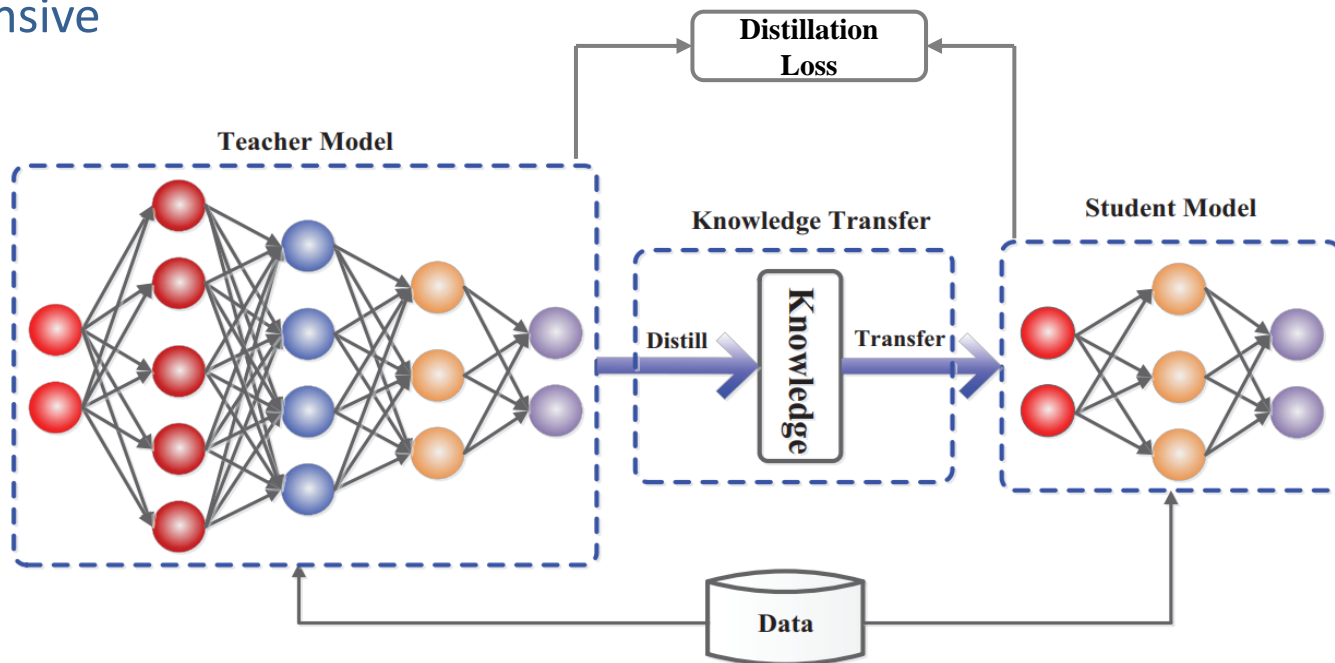 nsive
Distillation
Loss
Teacher Model
Knowledge Transfer
Student Model
Distill
Knowledge
Transfer
Data